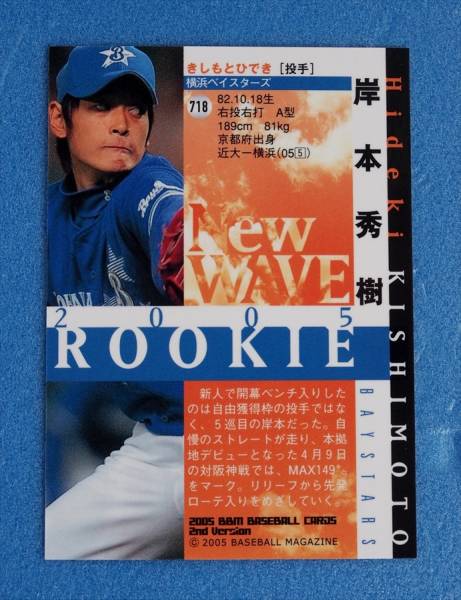 きしもとひでき [投手]
横浜ベイスターズ
718
82.10.18生
右投右打 A型
189cm 81kg
京都府出身
近大ー横浜(05⑤)
岸本秀樹
Hideki KISHIMOTO
New
WAVE
2005
ROOKIE
BAYSTARS
新人で開幕ベンチ入りした
のは自由獲得枠の投手ではな
く、5巡目の岸本だった。自
慢のストレートが走り、本拠
地デビューとなった4月9日
の対阪神戦では、MAX149㌔
をマーク。リリーフから先発
ローテ入りをめざしていく。
2005 BBM BASEBALL CARDS
2nd Version
© 2005 BASEBALL MAGAZINE